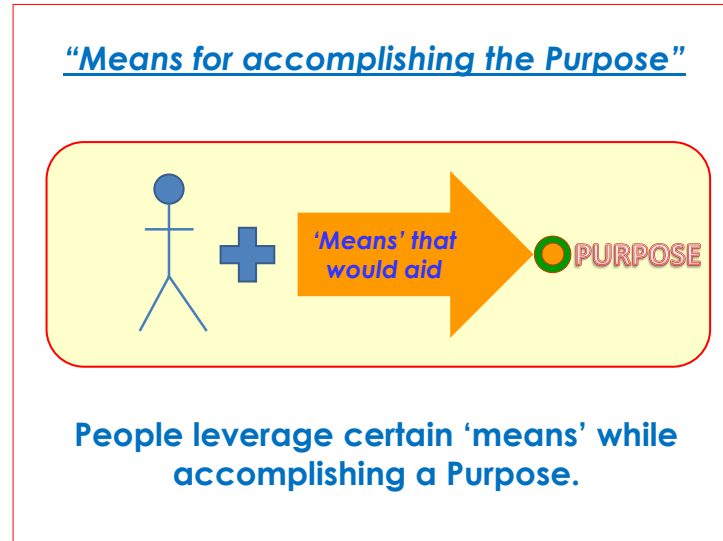 “Means for accomplishing the Purpose”
‘Means’ that
would aid
PURPOSE
People leverage certain ‘means’ while
accomplishing a Purpose.